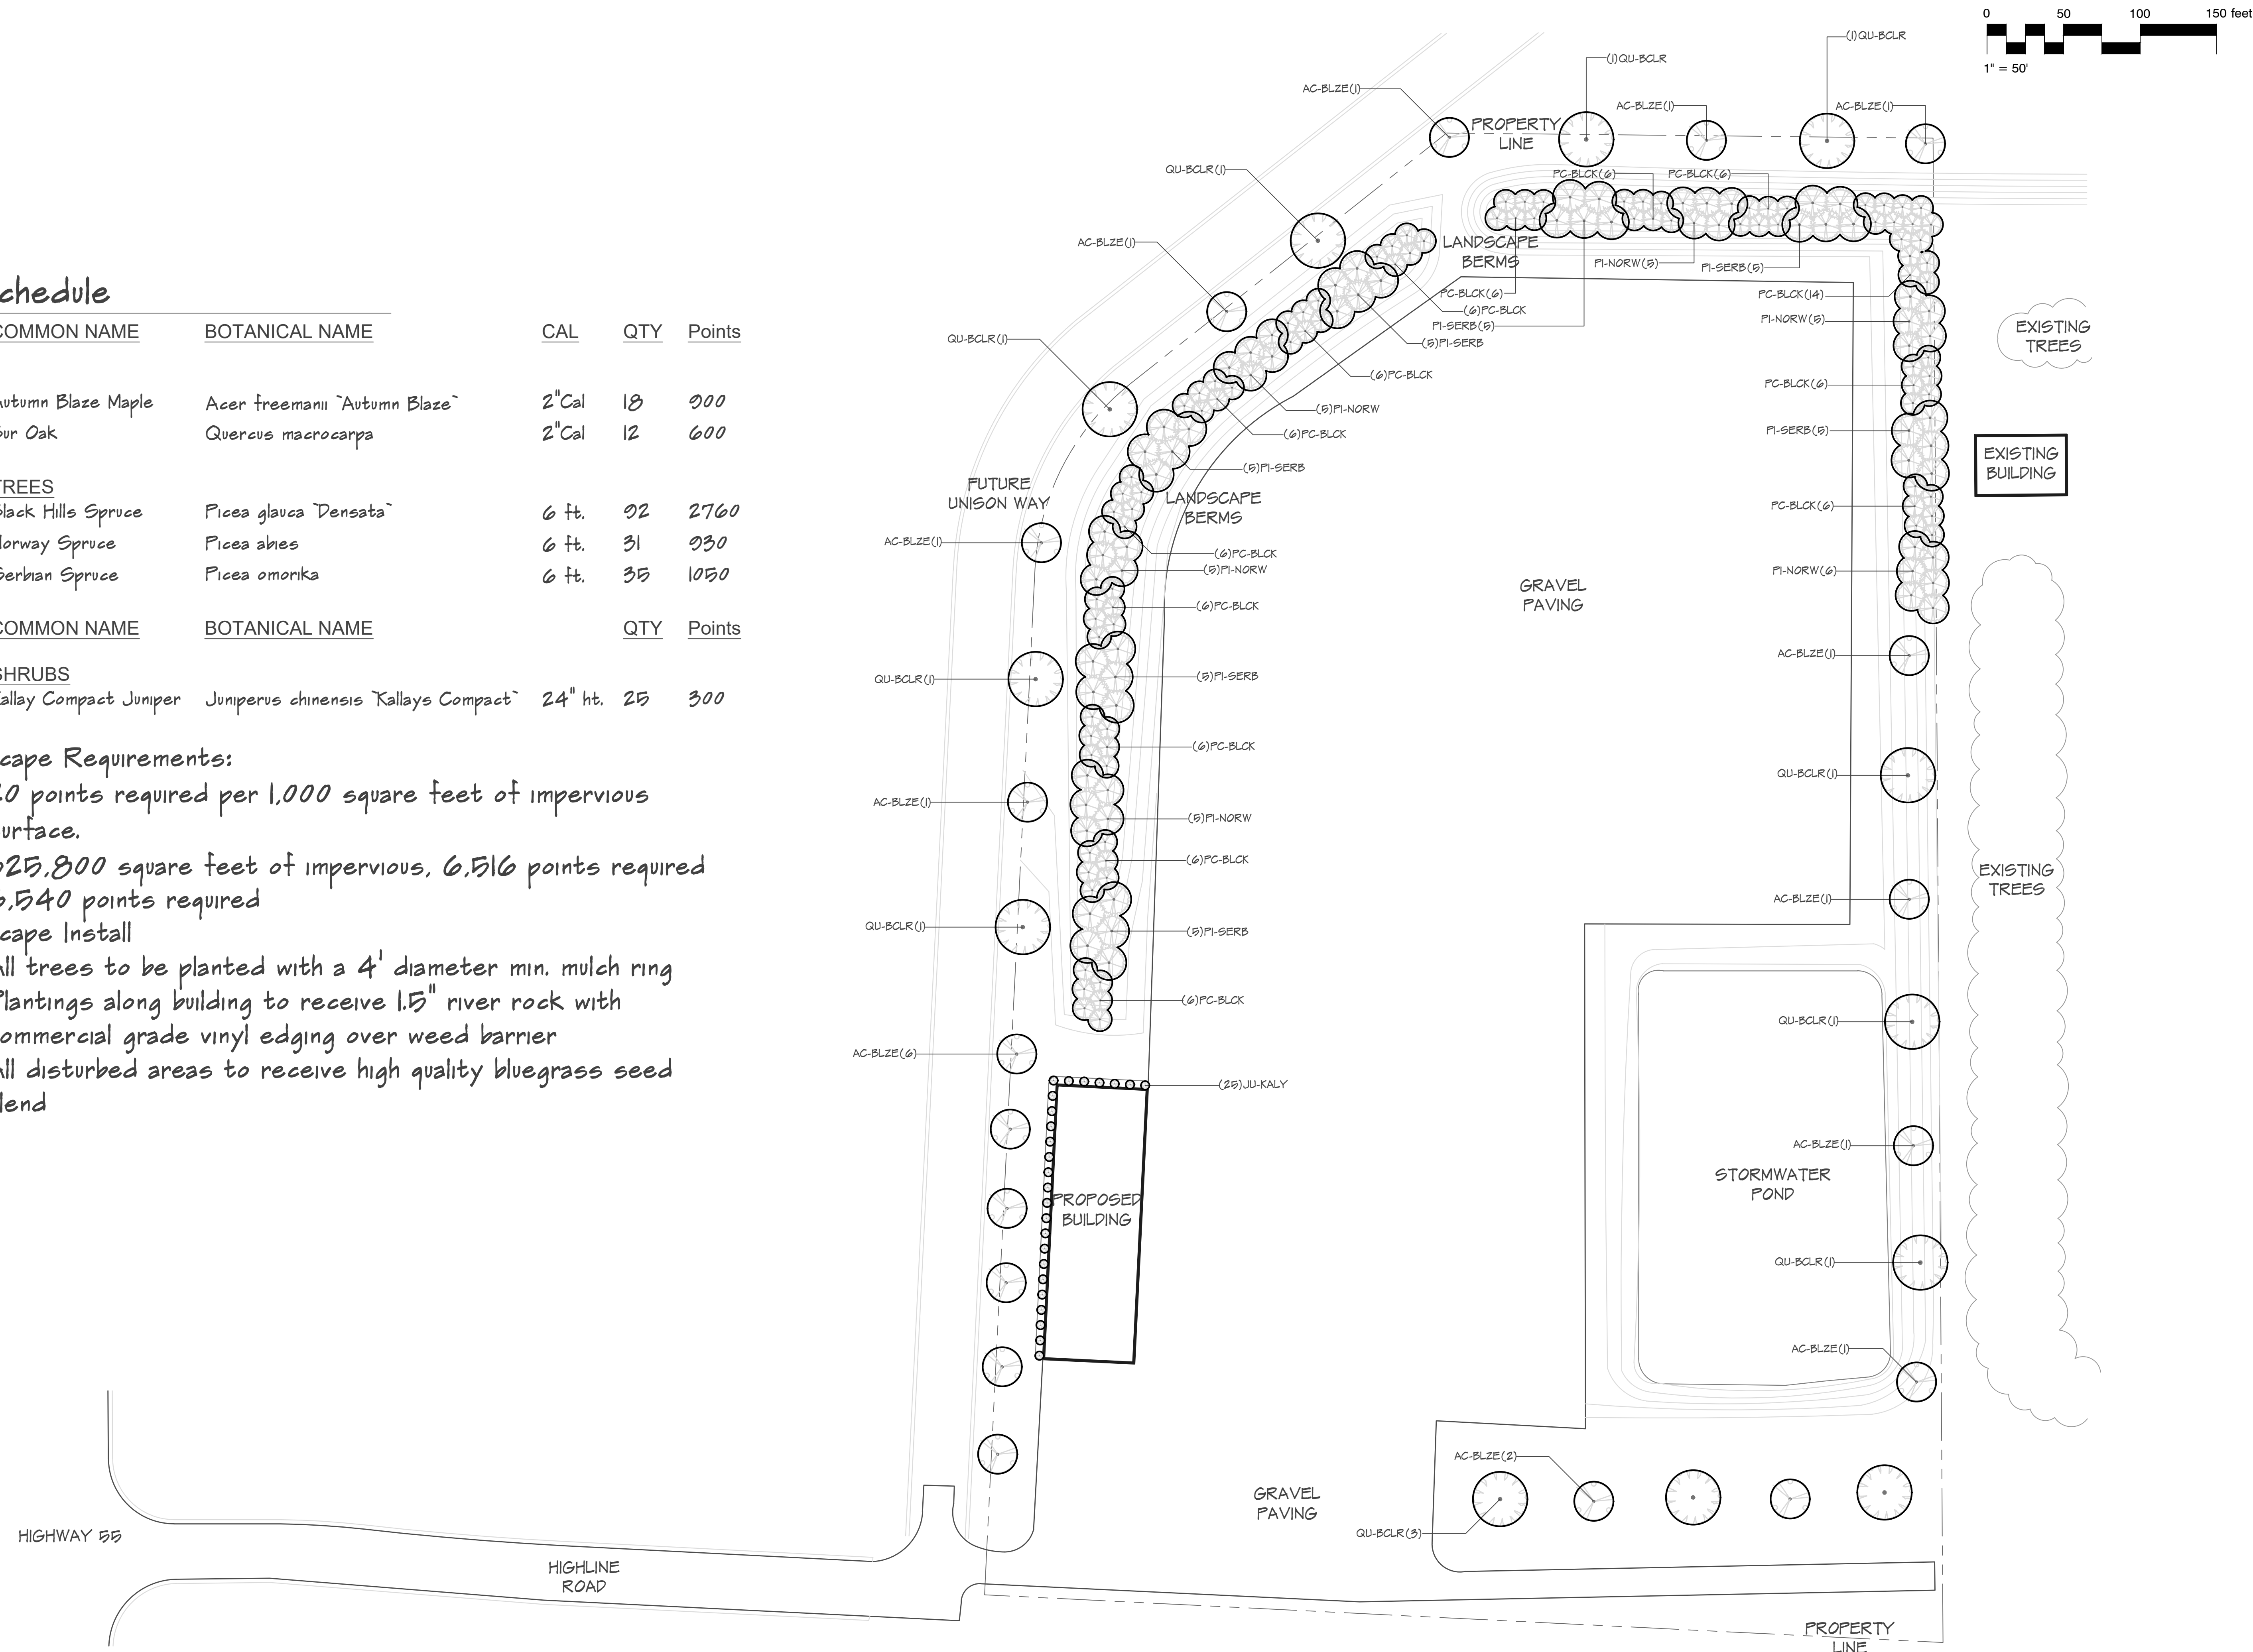 0 50 100 150 feet
1" = 50'
(1)QU-BCLR
(1)QU-BCLR
AC-BLZE(1)
AC-BLZE(1)
AC-BLZE(1)
PROPERTY
LINE
QU-BCLR(1)
PC-BLCK(6)
PC-BLCK(6)
AC-BLZE(1)
LANDSCAPE
BERMS
PI-NORW(5)
PI-SERB(5)
PC-BLCK(6)
PC-BLCK(14)
(6)PC-BLCK
PI-SERB(5)
PI-NORW(5)
EXISTING
TREES
QU-BCLR(1)
(5)PI-SERB
(6)PC-BLCK
PC-BLCK(6)
(5)PI-NORW
(6)PC-BLCK
PI-SERB(5)
EXISTING
BUILDING
(5)PI-SERB
FUTURE
UNISON WAY
LANDSCAPE
BERMS
PC-BLCK(6)
AC-BLZE(1)
(6)PC-BLCK
(5)PI-NORW
PI-NORW(6)
GRAVEL
PAVING
(6)PC-BLCK
AC-BLZE(1)
QU-BCLR(1)
(5)PI-SERB
(6)PC-BLCK
QU-BCLR(1)
AC-BLZE(1)
(5)PI-NORW
(6)PC-BLCK
EXISTING
TREES
AC-BLZE(1)
QU-BCLR(1)
(5)PI-SERB
(6)PC-BLCK
QU-BCLR(1)
AC-BLZE(6)
(25)JU-KALY
AC-BLZE(1)
STORMWATER
POND
PROPOSED
BUILDING
QU-BCLR(1)
AC-BLZE(1)
AC-BLZE(2)
GRAVEL
PAVING
QU-BCLR(3)
HIGHWAY 55
HIGHLINE
ROAD
PROPERTY
LINE
chedule
COMMON NAME BOTANICAL NAME CAL QTY Points
Autumn Blaze Maple Acer freemanii `Autumn Blaze` 2"Cal 18 900
Bur Oak Quercus macrocarpa 2"Cal 12 600
TREES
Black Hills Spruce Picea glauca `Densata` 6 ft. 92 2760
Norway Spruce Picea abies 6 ft. 31 930
Serbian Spruce Picea omorika 6 ft. 35 1050
COMMON NAME BOTANICAL NAME QTY Points
SHRUBS
Kallay Compact Juniper Juniperus chinensis `Kallays Compact` 24" ht. 25 300
cape Requirements:
20 points required per 1,000 square feet of impervious
surface.
325,800 square feet of impervious, 6,516 points required
6,540 points required
cape Install
All trees to be planted with a 4' diameter min. mulch ring
Plantings along building to receive 1.5" river rock with
commercial grade vinyl edging over weed barrier
All disturbed areas to receive high quality bluegrass seed
blend